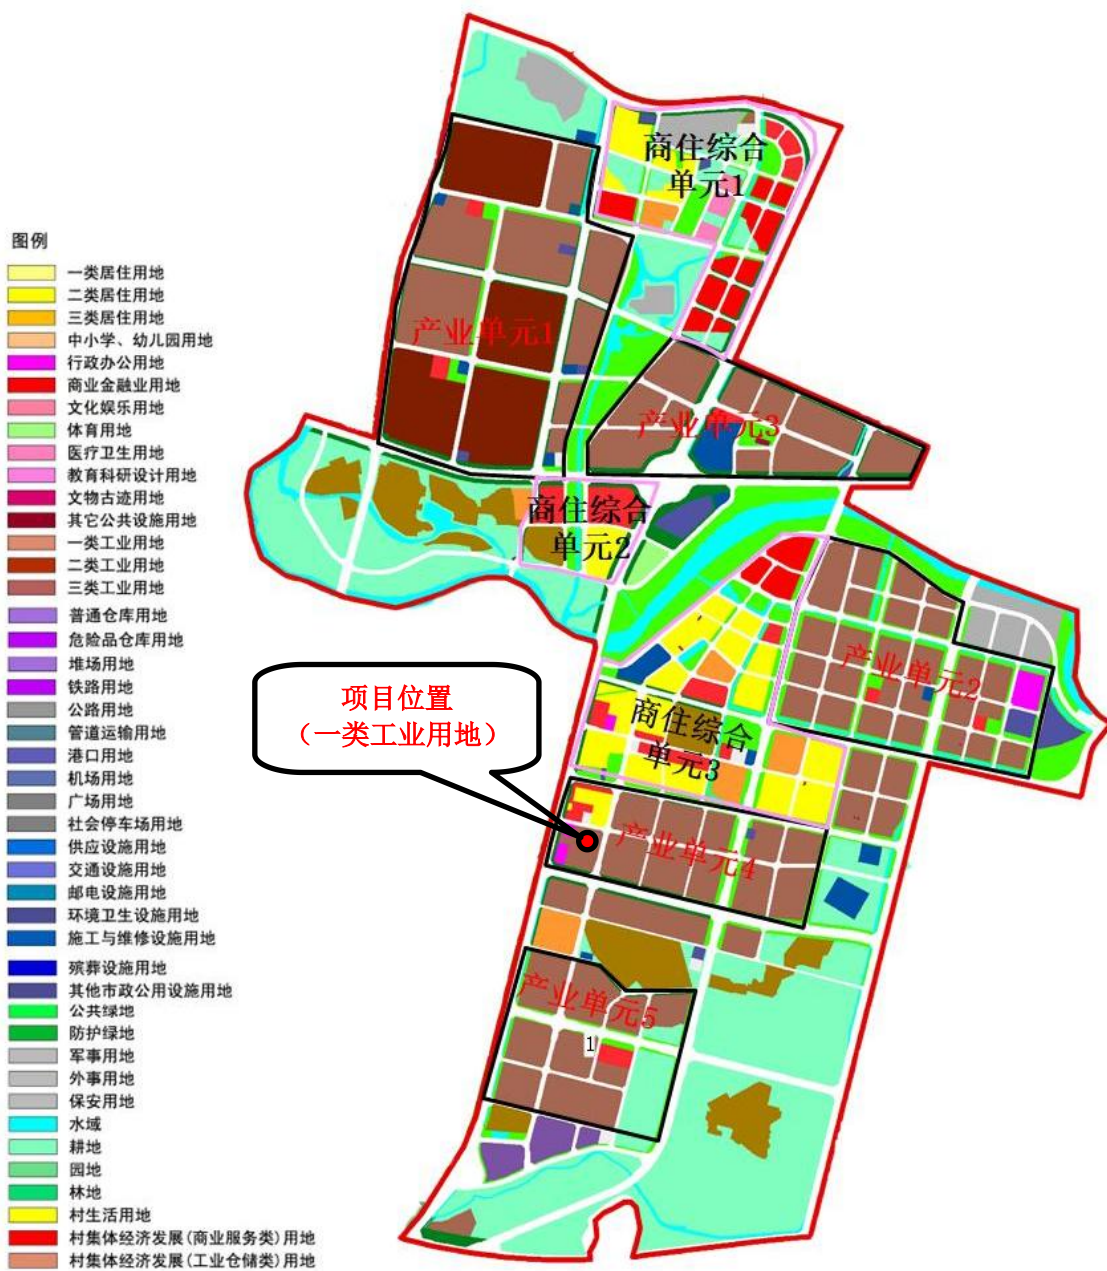 商住综合
单元1
图例
一类居住用地
二类居住用地
三类居住用地
中小学、幼儿园用地
行政办公用地
商业金融业用地
文化娱乐用地
体育用地
医疗卫生用地
教育科研设计用地
文物古迹用地
其它公共设施用地
一类工业用地
二类工业用地
三类工业用地
普通仓库用地
危险品仓库用地
堆场用地
铁路用地
公路用地
管道运输用地
港口用地
机场用地
广场用地
社会停车场用地
供应设施用地
交通设施用地
邮电设施用地
环境卫生设施用地
施工与维修设施用地
殡葬设施用地
其他市政公用设施用地
公共绿地
防护绿地
军事用地
外事用地
保安用地
水域
耕地
园地
林地
村生活用地
村集体经济发展(商业服务类)用地
村集体经济发展(工业仓储类)用地
产业单元1
产业单元3
商住综合
单元2
产业单元2
项目位置
（一类工业用地）
商住综合
单元3
产业单元4
产业单元5
1